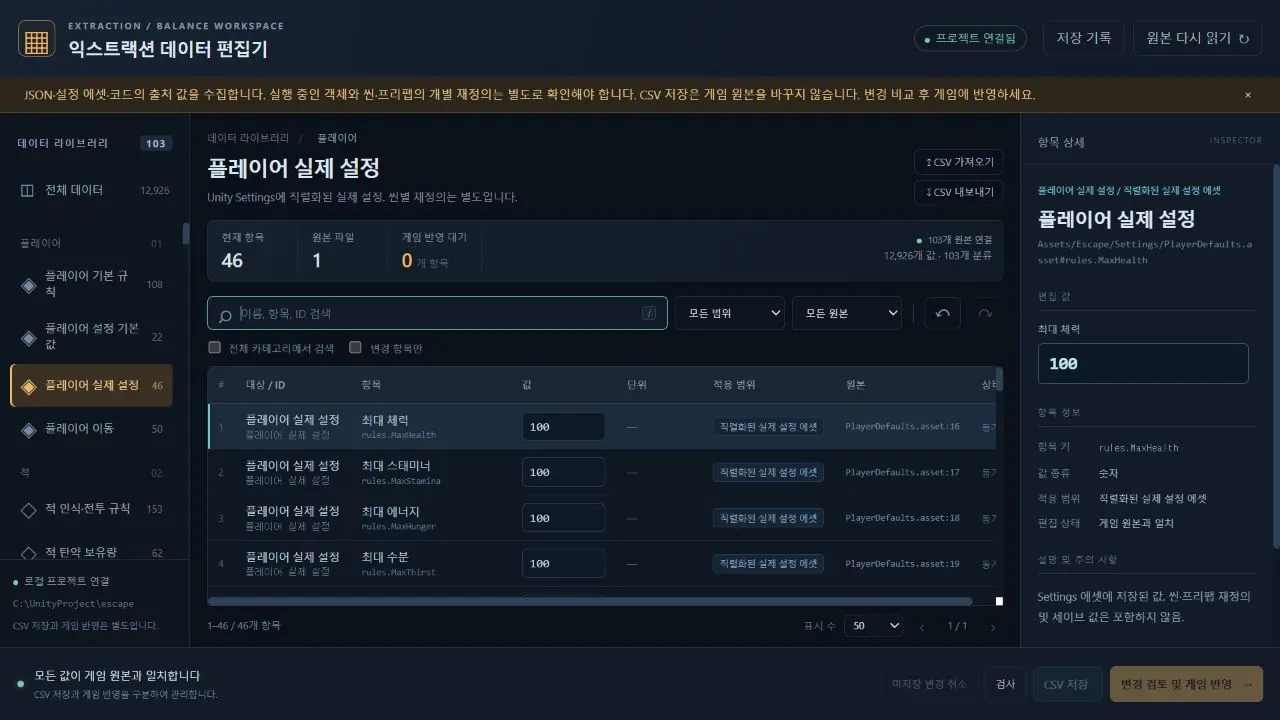 EXTRACTION / BALANCE WORKSPACE
익스트랙션 데이터 편집기
프로젝트 연결됨
저장 기록
원본 다시 읽기 ↻
JSON·설정 에셋·코드의 출처 값을 수집합니다. 실행 중인 객체와 씬·프리팹의 개별 재정의는 별도로 확인해야 합니다. CSV 저장은 게임 원본을 바꾸지 않습니다. 변경 비교 후 게임에 반영하세요.
×
데이터 라이브러리 103
전체 데이터 12,926
플레이어 01
플레이어 기본 규
칙
108
플레이어 설정 기본
값
22
플레이어 실제 설정 46
플레이어 이동 50
적 02
적 인식·전투 규칙 153
적 탄약 보유량 62
로컬 프로젝트 연결
C:\UnityProject\escape
CSV 저장과 게임 반영은 별도입니다.
데이터 라이브러리 / 플레이어
플레이어 실제 설정
Unity Settings에 직렬화된 실제 설정. 씬별 재정의는 별도입니다.
↥ CSV 가져오기
↧ CSV 내보내기
현재 항목 원본 파일 게임 반영 대기
46 1 0 개 항목
103개 원본 연결
12,926개 값 · 103개 분류
이름, 항목, ID 검색 /
모든 범위
모든 원본
전체 카테고리에서 검색
변경 항목만
# 대상 / ID 항목 값 단위 적용 범위 원본
1 플레이어 실제 설정 최대 체력 100 — 직렬화된 실제 설정 에셋 PlayerDefaults.asset:16
플레이어 실제 설정 rules.MaxHealth
2 플레이어 실제 설정 최대 스태미너 100 — 직렬화된 실제 설정 에셋 PlayerDefaults.asset:17
플레이어 실제 설정 rules.MaxStamina
3 플레이어 실제 설정 최대 에너지 100 — 직렬화된 실제 설정 에셋 PlayerDefaults.asset:18
플레이어 실제 설정 rules.MaxHunger
4 플레이어 실제 설정 최대 수분 100 — 직렬화된 실제 설정 에셋 PlayerDefaults.asset:19
플레이어 실제 설정 rules.MaxThirst
1–46 / 46개 항목
표시 수 50 ‹ 1 / 1 ›
항목 상세 INSPECTOR
플레이어 실제 설정 / 직렬화된 실제 설정 에셋
플레이어 실제 설정
Assets/Escape/Settings/PlayerDefaults.a
sset#rules.MaxHealth
편집 값
최대 체력
100
항목 정보
항목 키 rules.MaxHealth
값 종류 숫자
적용 범위 직렬화된 실제 설정 에셋
편집 상태 게임 원본과 일치
설명 및 주의 사항
Settings 에셋에 저장된 값. 씬·프리팹 재정의
및 세이브 값은 포함하지 않음.
모든 값이 게임 원본과 일치합니다
CSV 저장과 게임 반영을 구분하여 관리합니다.
미저장 변경 취소
검사
CSV 저장
변경 검토 및 게임 반영 →